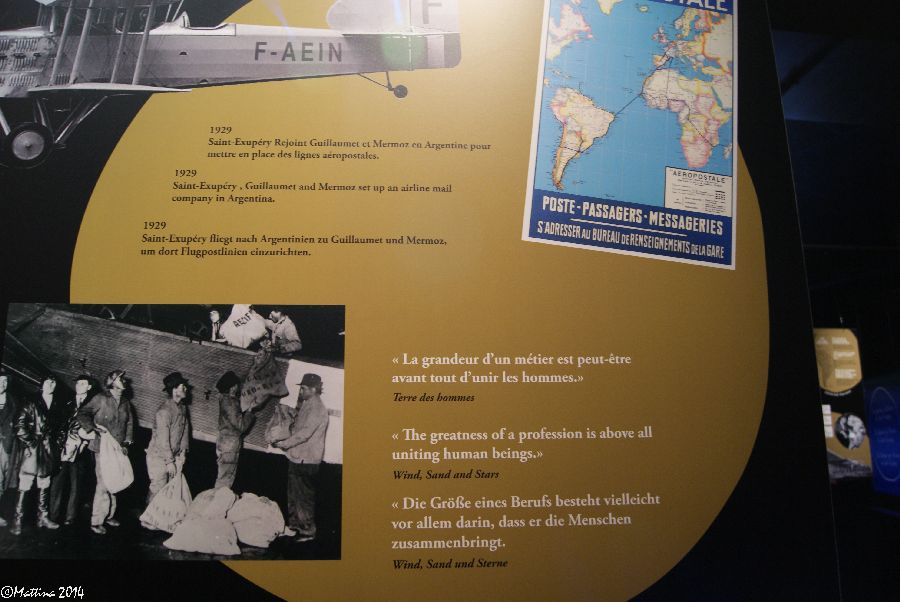 F-AEIN
F
POSTALE
1929
Saint-Exupéry Rejoint Guillaumet et Mermoz en Argentine pour
mettre en place des lignes aéropostales.
1929
Saint-Exupéry , Guillaumet and Mermoz set up an airline mail
company in Argentina.
1929
Saint-Exupéry fliegt nach Argentinien zu Guillaumet und Mermoz,
um dort Flugpostlinien einzurichten.
AEROPOSTALE
POSTE - PASSAGERS - MESSAGERIES
S'ADRESSER AU BUREAU DE RENSEIGNEMENTS DE LA GARE
« La grandeur d'un métier est peut-être
avant tout d'unir les hommes.»
Terre des hommes
« The greatness of a profession is above all
uniting human beings.»
Wind, Sand and Stars
« Die Größe eines Berufs besteht vielleicht
vor allem darin, dass er die Menschen
zusammenbringt.
Wind, Sand und Sterne
©Mattina 2014